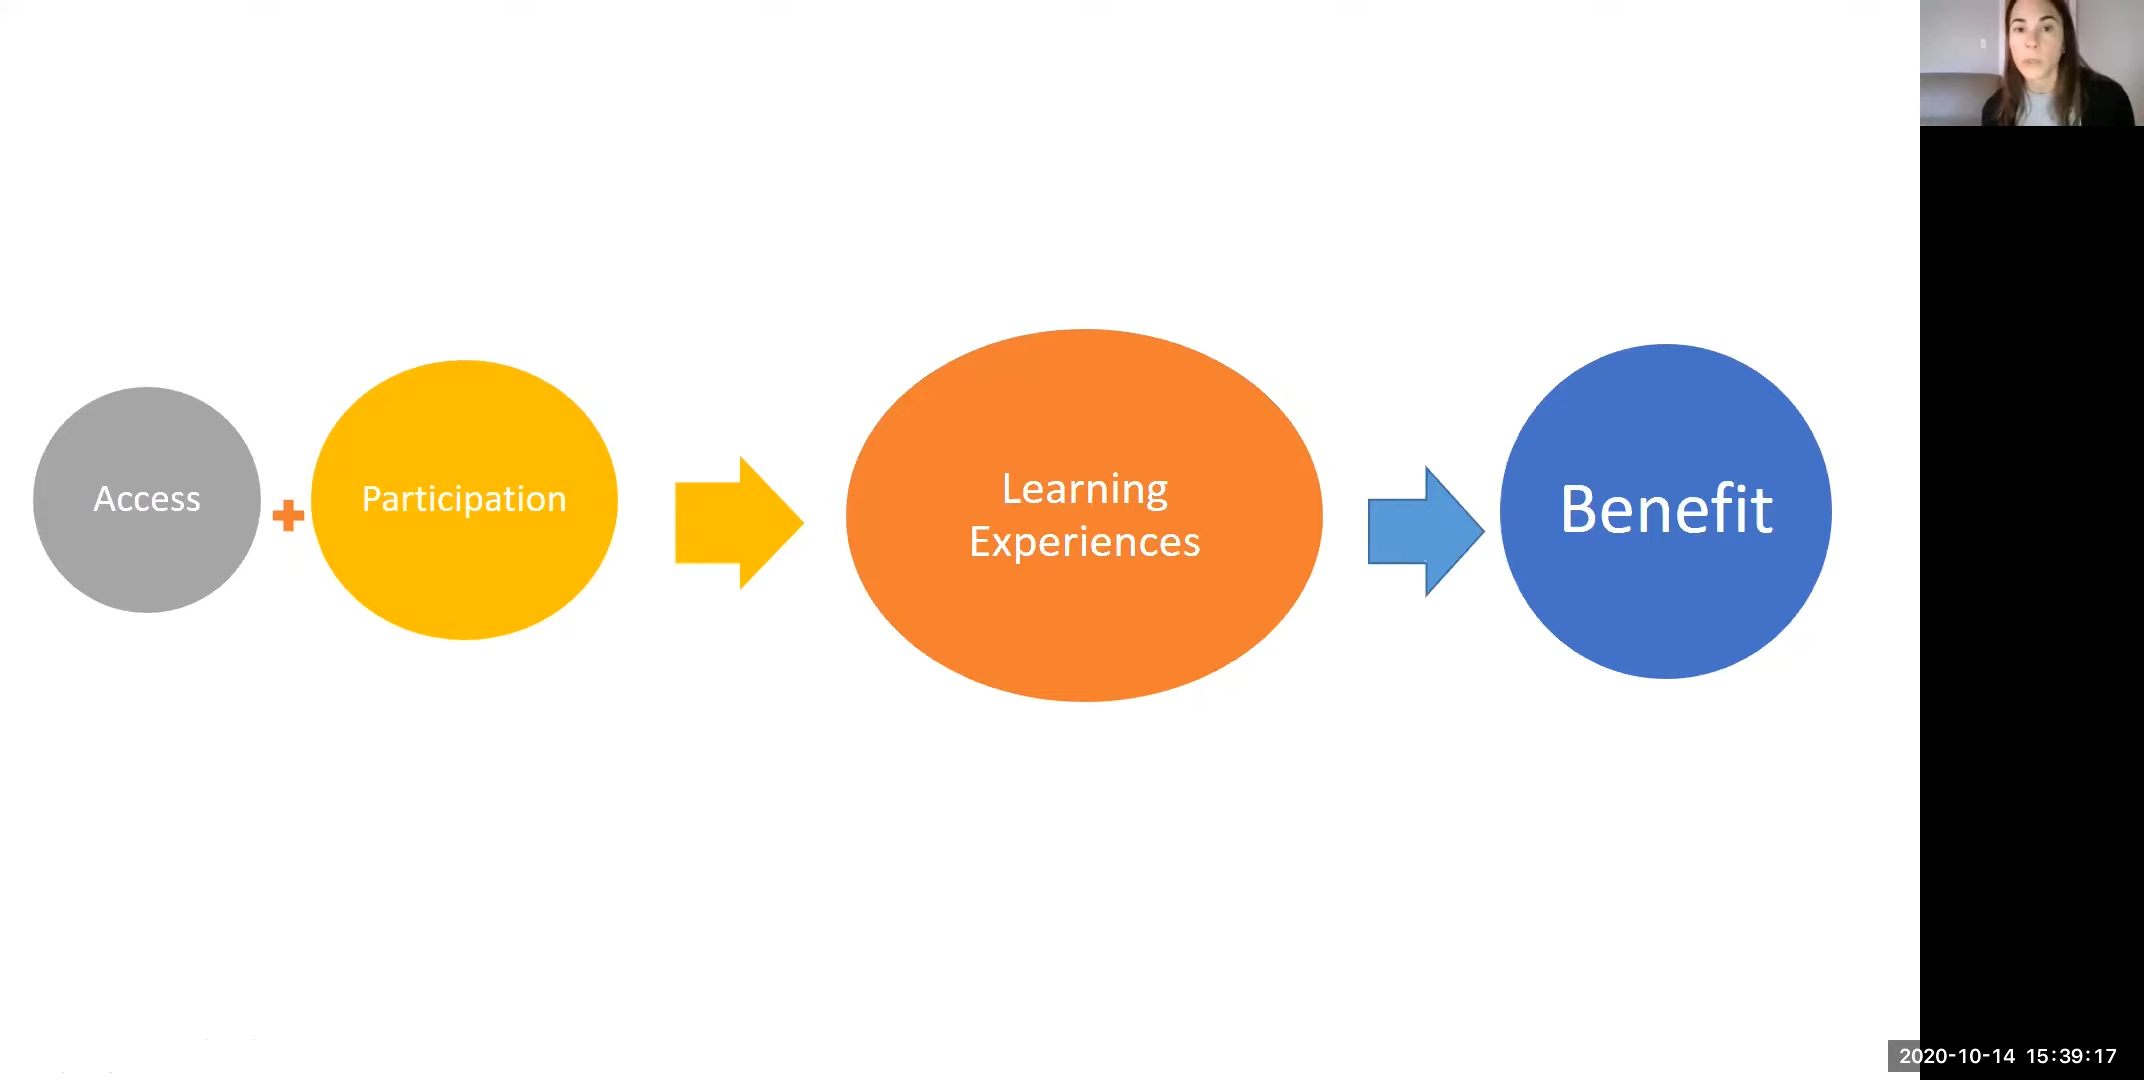 Access
Participation
Learning
Experiences
Benefit
2020-10-14 15:39:17